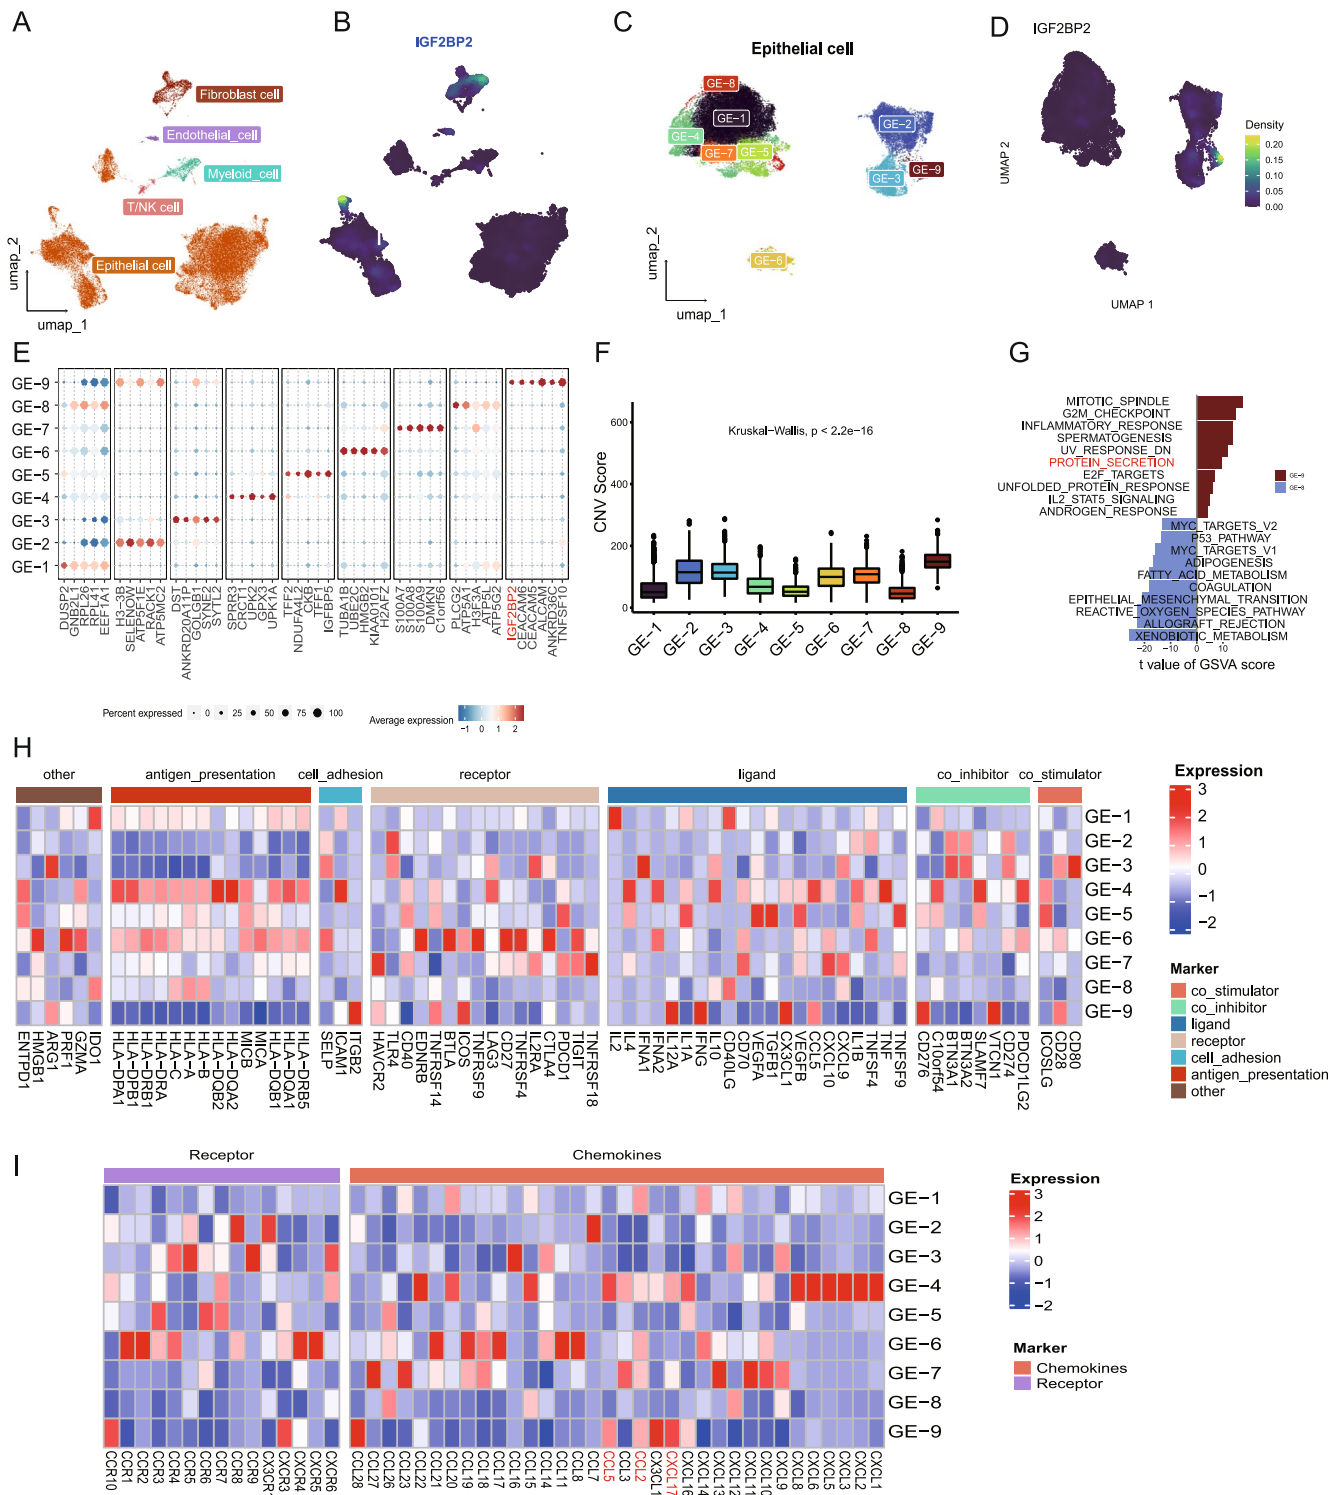 A
Fibroblast cell
Endothelial_cell
Myeloid_cell
T/NK cell
Epithelial cell
umap_2
umap_1
B
IGF2BP2
C
Epithelial cell
GE-8
GE-1
GE-4
GE-7
GE-5
GE-2
GE-3
GE-9
GE-6
umap_2
umap_1
D
IGF2BP2
Density
0.20
0.15
0.10
0.05
0.00
UMAP 2
UMAP 1
E
GE-9
GE-8
GE-7
GE-6
GE-5
GE-4
GE-3
GE-2
GE-1
DUSP2
GNB2L1
RPL41
EEF1A1
H3-3B
SELENOW
ATP5F1E
RACK1
ATP5MC2
DST
ANKRD20A11P
GOLGB1
SYNE2
SYTL2
SPRR3
CRCT1
UPK2
GPX3
UPK1A
TFF2
NDUFA4L2
CKB
TFF1
IGFBP5
TUBA1B
UBE2C
HMGB2
KIAA0101
H2AFZ
S100A7
S100A8
S100A9
DMKN
C1orf56
PLCG2
ATP5A1
H3F3A
ATP5L
ATP5G2
IGF2BP2
CEACAM6
CEACAM5
ALCAM
ANKRD36C
TNFSF10
Percent expressed
0
25
50
75
100
Average expression
-1 0 1 2
F
CNV Score
600
400
200
0
Kruskal-Wallis, p < 2.2e-16
GE-1
GE-2
GE-3
GE-4
GE-5
GE-6
GE-7
GE-8
GE-9
G
MITOTIC_SPINDLE
G2M_CHECKPOINT
INFLAMMATORY_RESPONSE
SPERMATOGENESIS
UV_RESPONSE_DN
PROTEIN_SECRETION
E2F_TARGETS
UNFOLDED_PROTEIN_RESPONSE
IL2_STAT5_SIGNALING
ANDROGEN_RESPONSE
MYC_TARGETS_V2
P53_PATHWAY
MYC_TARGETS_V1
ADIPOGENESIS
FATTY_ACID_METABOLISM
COAGULATION
EPITHELIAL_MESENCHYMAL_TRANSITION
REACTIVE_OXYGEN_SPECIES_PATHWAY
ALLOGRAFT_REJECTION
XENOBIOTIC_METABOLISM
-20 -10 0 10
t value of GSVA score
GE-9
GE-8
H
other
antigen_presentation
cell_adhesion
receptor
ligand
co_inhibitor
co_stimulator
GE-1
GE-2
GE-3
GE-4
GE-5
GE-6
GE-7
GE-8
GE-9
ENTPD1
HMGB1
ARG1
PRF1
GZMA
IDO1
HLA-DPA1
HLA-DPB1
HLA-DRB1
HLA-DRA
HLA-C
HLA-A
HLA-B
HLA-DQB2
HLA-DQA2
MICB
MICA
HLA-DQB1
HLA-DQA1
HLA-DRB5
SELP
ICAM1
ITGB2
HAVCR2
TLR4
CD40
EDNRB
TNFRSF14
BTLA
ICOS
TNFRSF9
LAG3
CD27
TNFRSF4
IL2RA
CTLA4
PDCD1
TIGIT
TNFRSF18
IL2
IL4
IFNA1
IFNA2
IL12A
IL1A
IFNG
IL10
CD40LG
CD70
VEGFA
TGFB1
CX3CL1
VEGFB
CCL5
CXCL10
CXCL9
IL1B
TNFSF4
TNF
TNFSF9
CD276
C10orf54
BTN3A1
BTN3A2
SLAMF7
VTCN1
CD274
PDCD1LG2
ICOSLG
CD28
CD80
Expression
3
2
1
0
-1
-2
Marker
co_stimulator
co_inhibitor
ligand
receptor
cell_adhesion
antigen_presentation
other
I
Receptor
Chemokines
GE-1
GE-2
GE-3
GE-4
GE-5
GE-6
GE-7
GE-8
GE-9
CCR10
CCR1
CCR2
CCR3
CCR4
CCR5
CCR6
CCR7
CCR8
CCR9
CX3CR1
CXCR3
CXCR4
CXCR5
CXCR6
CCL28
CCL27
CCL26
CCL23
CCL22
CCL21
CCL20
CCL19
CCL18
CCL17
CCL16
CCL15
CCL14
CCL11
CCL8
CCL7
CCL5
CCL3
CCL2
CX3CL1
CXCL17
CXCL16
CXCL14
CXCL13
CXCL12
CXCL11
CXCL10
CXCL9
CXCL8
CXCL6
CXCL5
CXCL3
CXCL2
CXCL1
Expression
3
2
1
0
-1
-2
Marker
Chemokines
Receptor